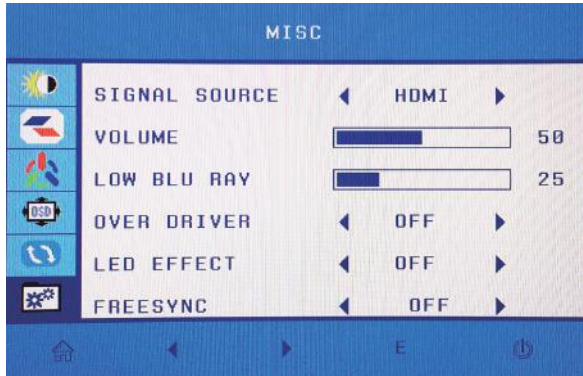 MISC
SIGNAL SOURCE HDMI
VOLUME 50
LOW BLU RAY 25
OVER DRIVER OFF
OSD
LED EFFECT OFF
FREESYNC OFF
E